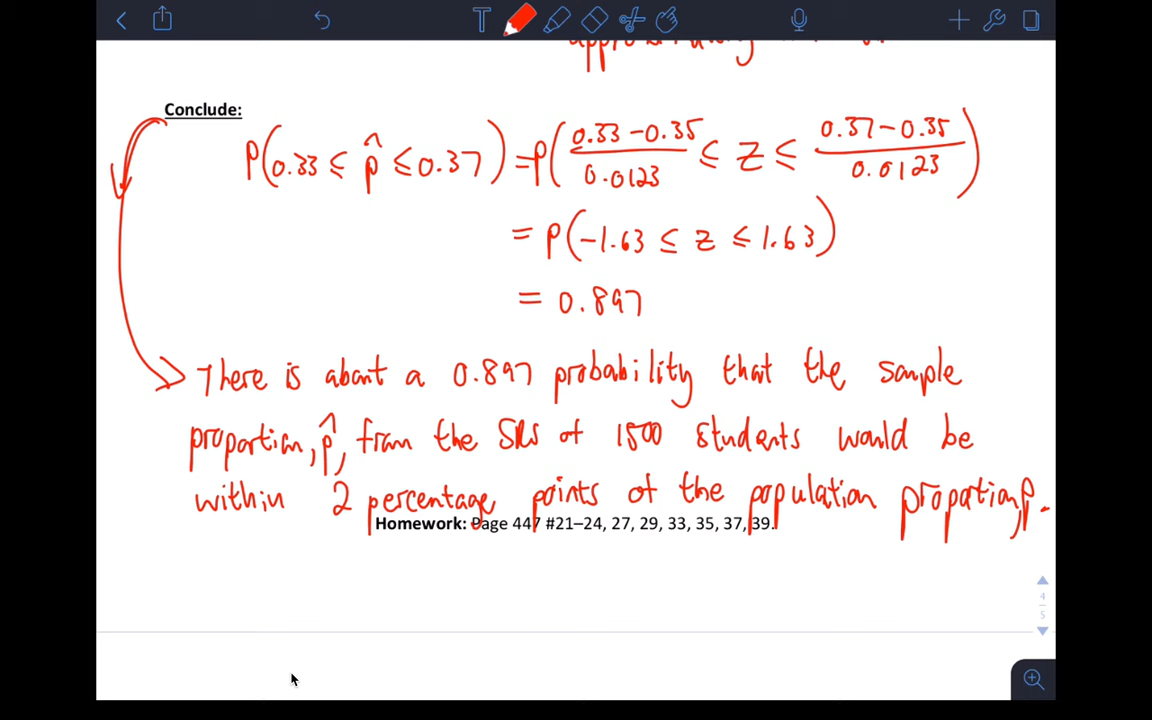 T
Conclude:
P(0.33 ≤ p̂ ≤ 0.37) = P( (0.33 - 0.35)/0.0123 ≤ z ≤ (0.37 - 0.35)/0.0123 )
= P(-1.63 ≤ z ≤ 1.63)
= 0.897
There is about a 0.897 probability that the sample
proportion, p̂, from the SRS of 1500 students would be
within 2 percentage points of the population proportion, p.
Homework: Page 447 #21–24, 27, 29, 33, 35, 37, 39.
4
5